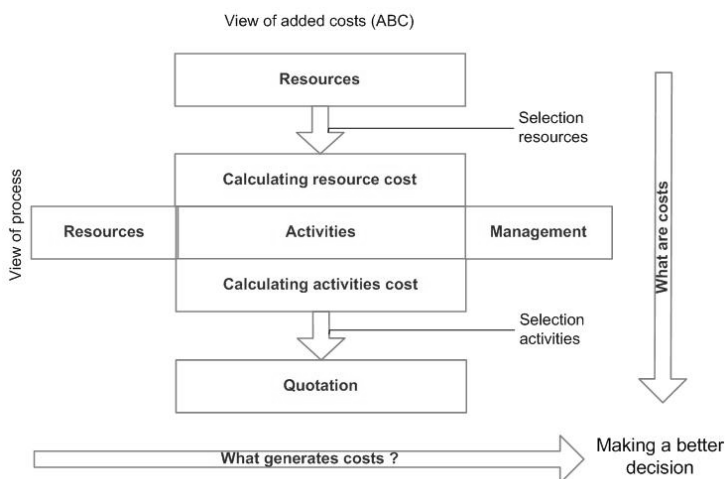 View of added costs (ABC)
Resources
Selection
resources
Calculating resource cost
View of process
Resources
Activities
Management
What are costs
Calculating activities cost
Selection
activities
Quotation
What generates costs ?
Making a better
decision